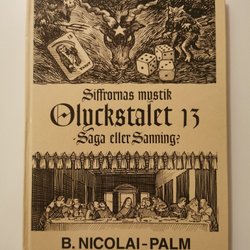 Siffrornas mystik
Olyckstalet 13
-Saga eller Sanning?
B. NICOLAI-PALM